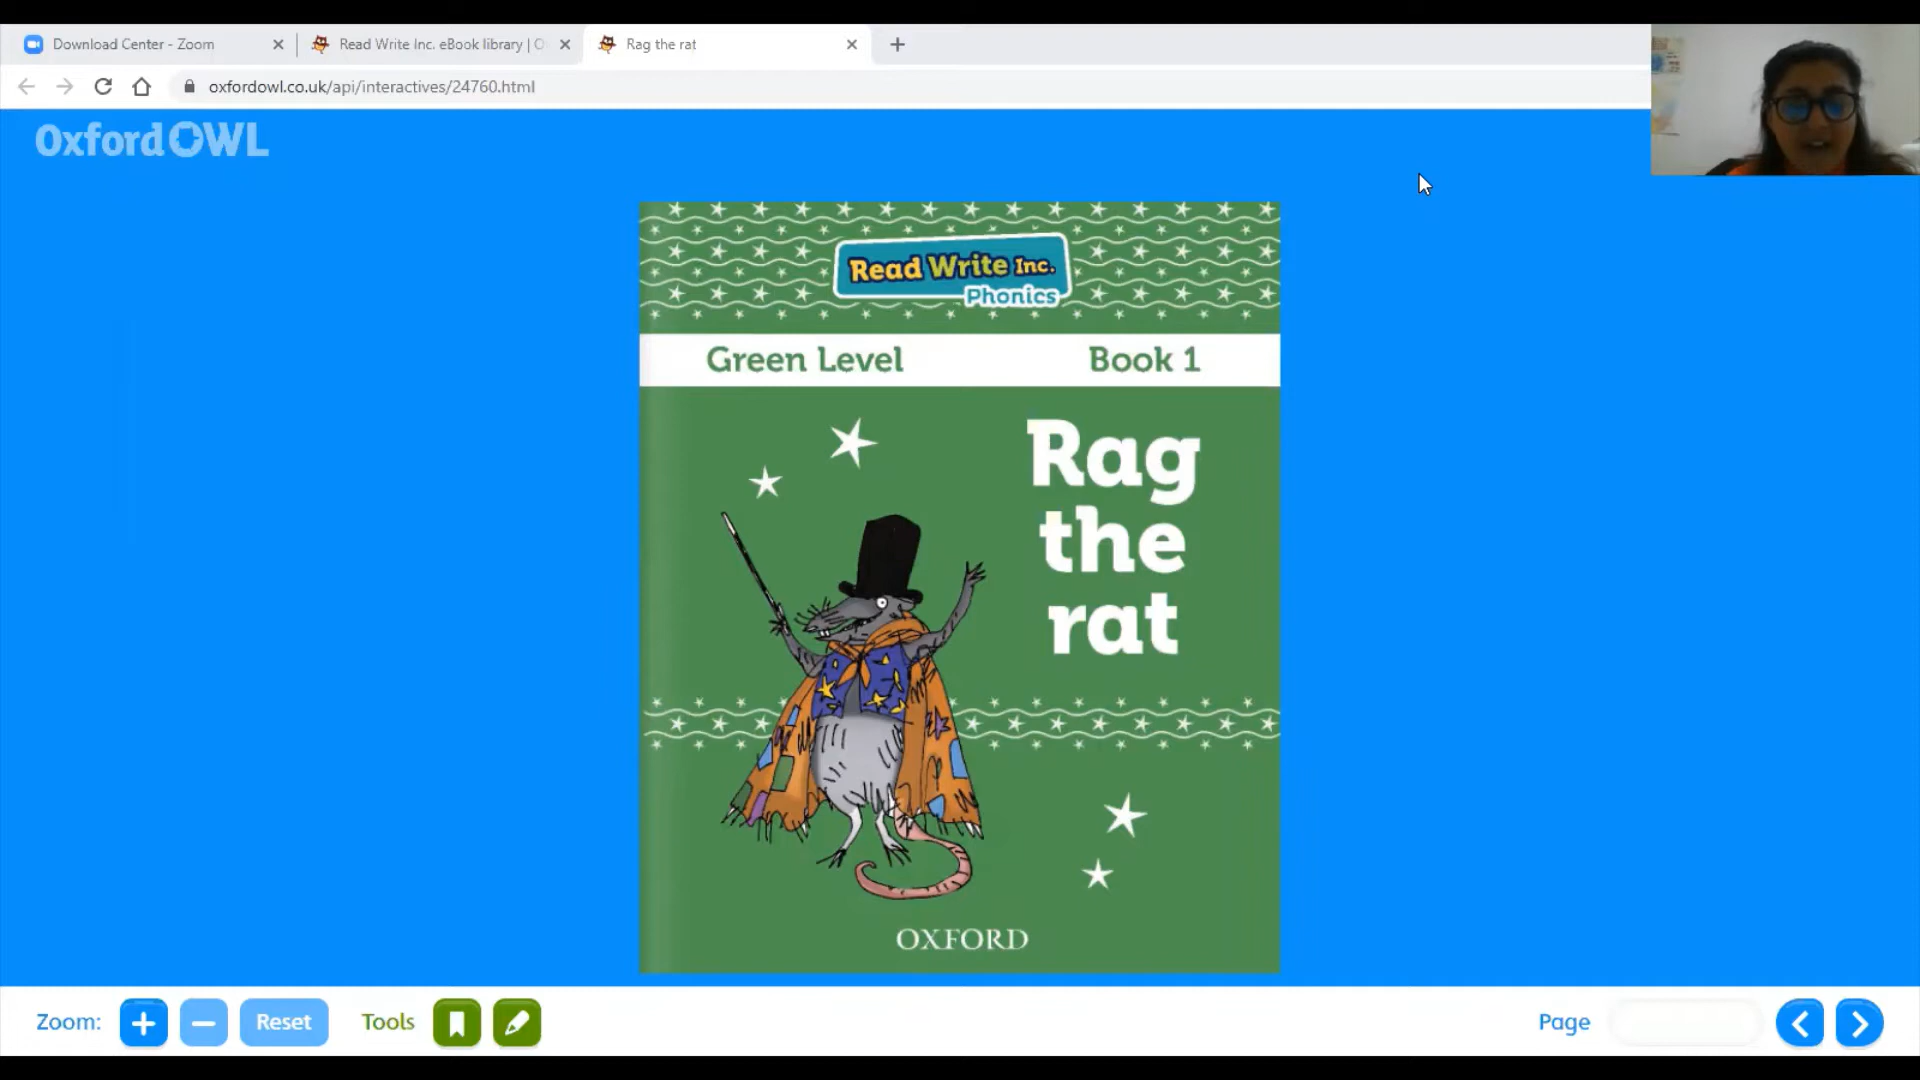 Download Center - Zoom
Read Write Inc. eBook library | O
Rag the rat
oxfordowl.co.uk/api/interactives/24760.html
Oxford OWL
Read Write Inc.
Phonics
Green Level Book 1
Rag
the
rat
OXFORD
Zoom: Reset Tools Page